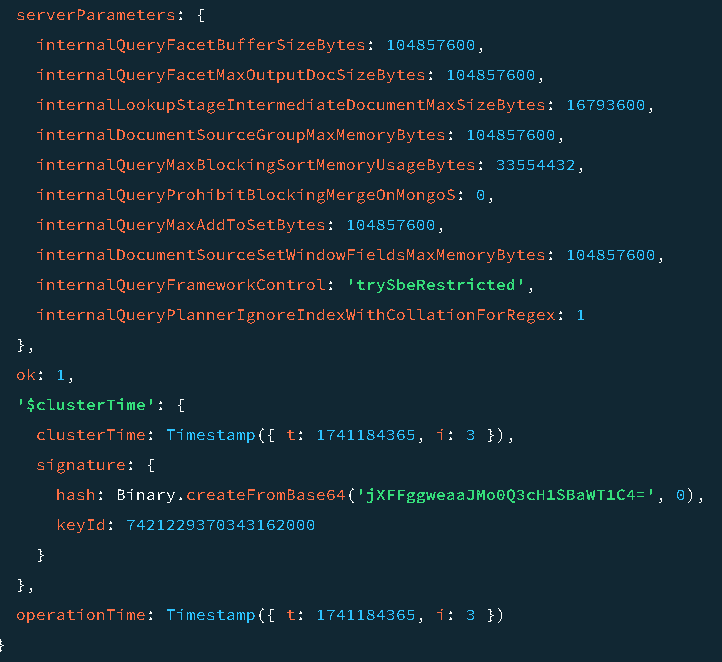 serverParameters: {
internalQueryFacetBufferSizeBytes: 104857600,
internalQueryFacetMaxOutputDocSizeBytes: 104857600,
internalLookupStageIntermediateDocumentMaxSizeBytes: 16793600,
internalDocumentSourceGroupMaxMemoryBytes: 104857600,
internalQueryMaxBlockingSortMemoryUsageBytes: 33554432,
internalQueryProhibitBlockingMergeOnMongoS: 0,
internalQueryMaxAddToSetBytes: 104857600,
internalDocumentSourceSetWindowFieldsMaxMemoryBytes: 104857600,
internalQueryFrameworkControl: 'trySbeRestricted',
internalQueryPlannerIgnoreIndexWithCollationForRegex: 1
},
ok: 1,
'$clusterTime': {
clusterTime: Timestamp({ t: 1741184365, i: 3 }),
signature: {
hash: Binary.createFromBase64('jXFFggweaaJMo0Q3cH1SBaWT1C4=', 0),
keyId: 7421229370343162000
}
},
operationTime: Timestamp({ t: 1741184365, i: 3 })
}